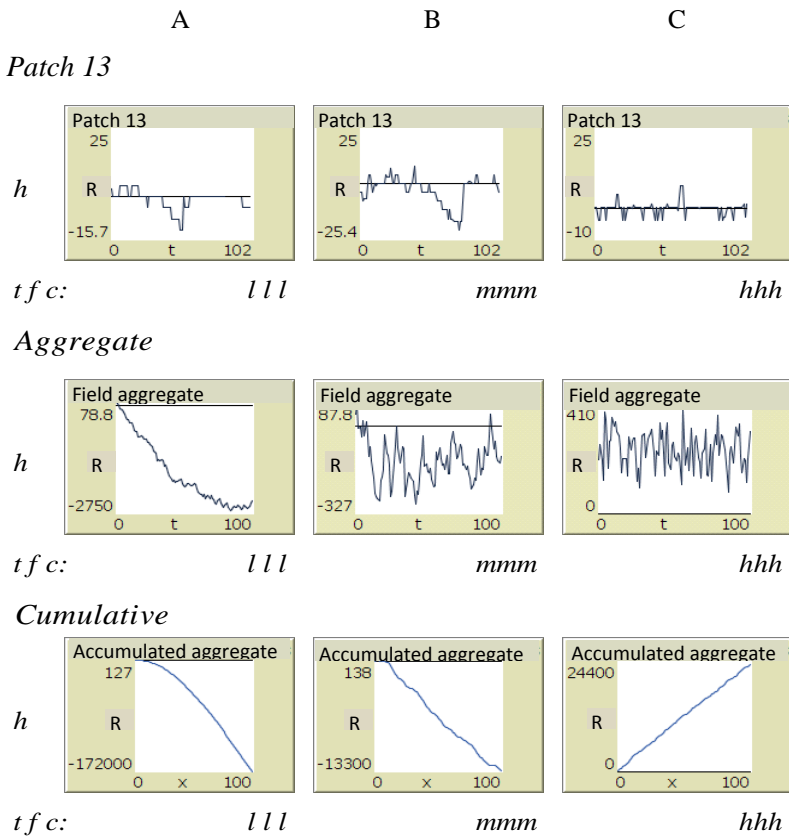 A B C
Patch 13
Patch 13 Patch 13 Patch 13
25 25 25
h R R R
-15.7 -25.4 -10
0 t 102 0 t 102 0 t 102
t f c: l l l mmm hhh
Aggregate
Field aggregate Field aggregate Field aggregate
78.8 87.8 410
h R R R
-2750 -327 0
0 t 100 0 t 100 0 t 100
t f c: l l l mmm hhh
Cumulative
Accumulated aggregate Accumulated aggregate Accumulated aggregate
127 138 24400
h R R R
-172000 -13300 0
0 x 100 0 x 100 0 x 100
t f c: l l l mmm hhh